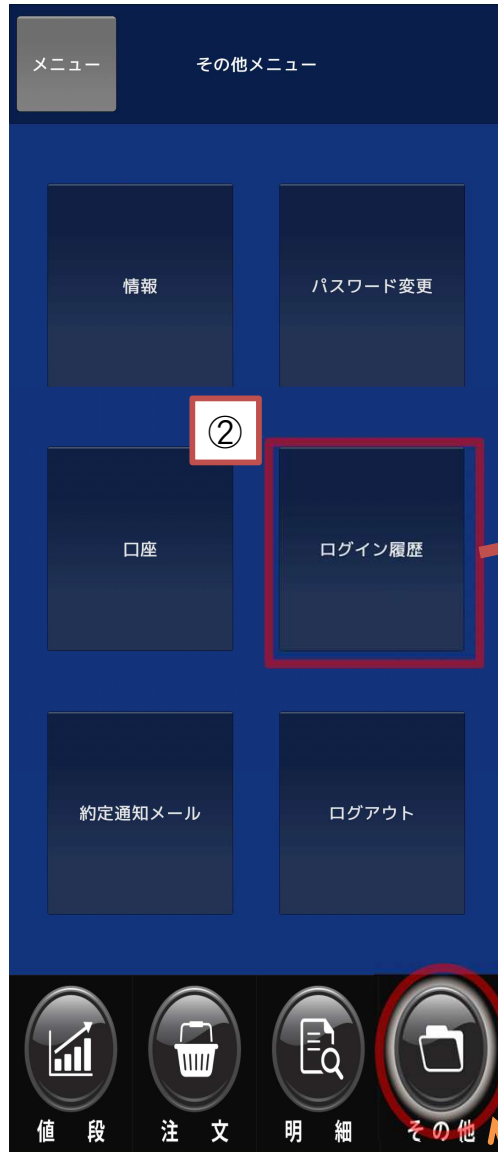 メニュー
その他メニュー
情報
パスワード変更
②
口座
ログイン履歴
約定通知メール
ログアウト
値 段
注 文
明 細
その他